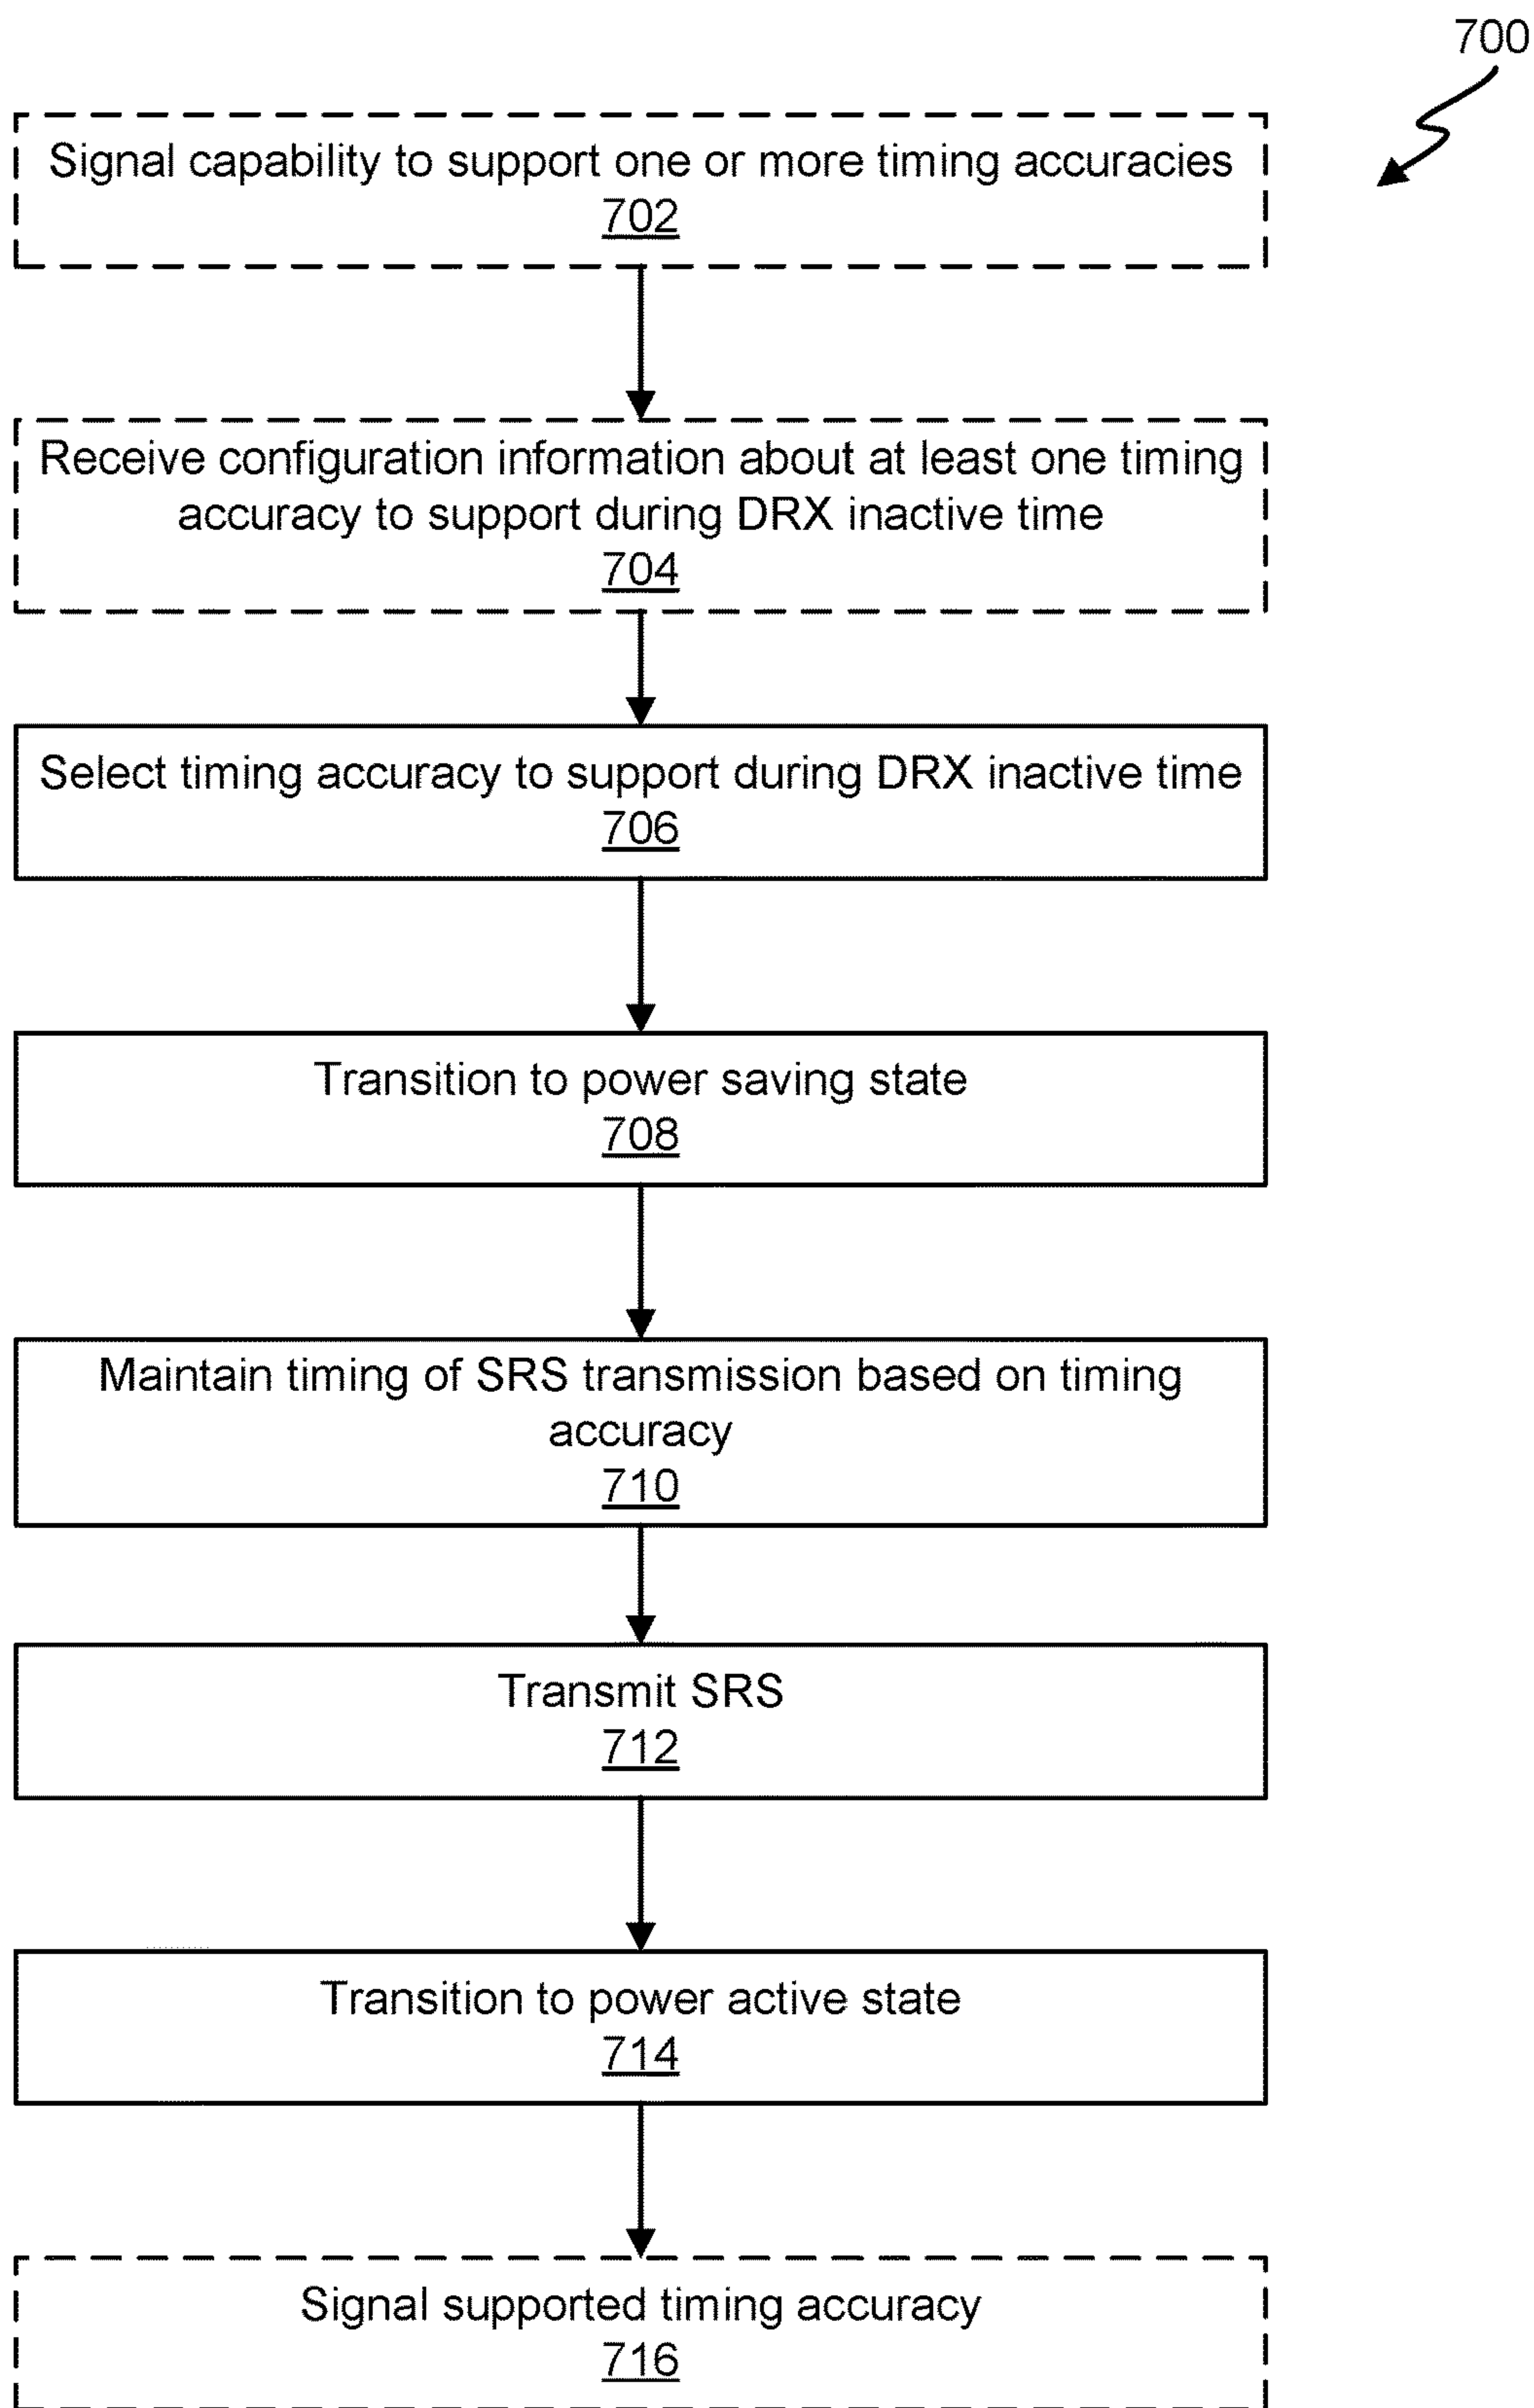 700
Signal capability to support one or more timing accuracies
702
Receive configuration information about at least one timing
accuracy to support during DRX inactive time
704
Select timing accuracy to support during DRX inactive time
706
Transition to power saving state
708
Maintain timing of SRS transmission based on timing
accuracy
710
Transmit SRS
712
Transition to power active state
714
Signal supported timing accuracy
716